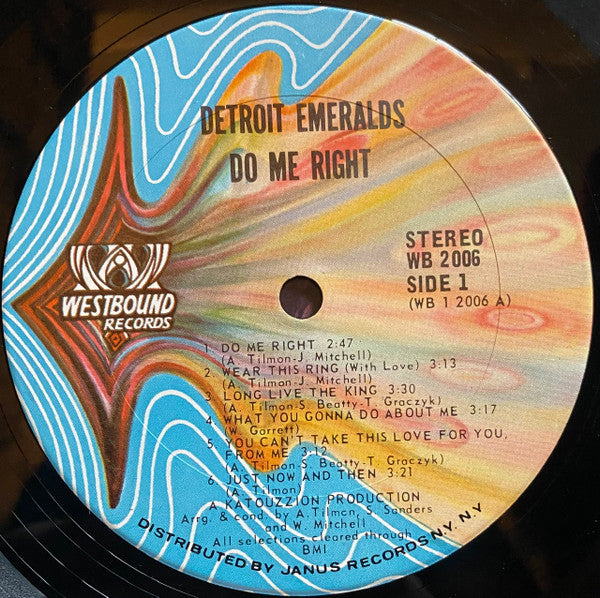 DETROIT EMERALDS
DO ME RIGHT
STEREO
WB 2006
SIDE 1
(WB 1 2006 A)
WESTBOUND
RECORDS
1. DO ME RIGHT 2:47
(A. Tilmon-J. Mitchell)
2. WEAR THIS RING (With Love) 3:13
(A. Tilmon-J. Mitchell)
3. LONG LIVE THE KING 3:30
(A. Tilmon-S. Beatty-T. Graczyk)
4. WHAT YOU GONNA DO ABOUT ME 3:17
(W. Garrett)
5. YOU CAN'T TAKE THIS LOVE FOR YOU,
FROM ME 3:12
(A. Tilmon-S. Beatty-T. Graczyk)
6. JUST NOW AND THEN 3:21
(A. Tilmon)
A KATOUZZION PRODUCTION
Arrg. & cond. by A. Tilmon, S. Sanders
and W. Mitchell
All selections cleared through
BMI
DISTRIBUTED BY JANUS RECORDS N.Y. N.Y